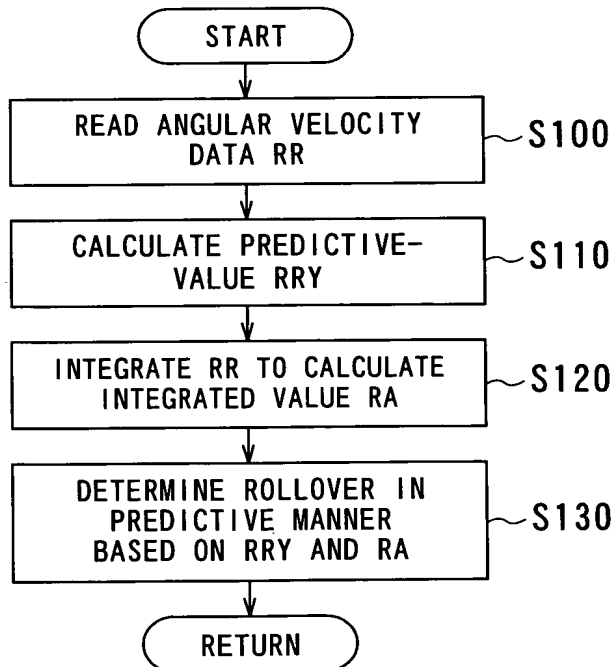 START
READ ANGULAR VELOCITY
DATA RR
S100
CALCULATE PREDICTIVE-
VALUE RRY
S110
INTEGRATE RR TO CALCULATE
INTEGRATED VALUE RA
S120
DETERMINE ROLLOVER IN
PREDICTIVE MANNER
BASED ON RRY AND RA
S130
RETURN